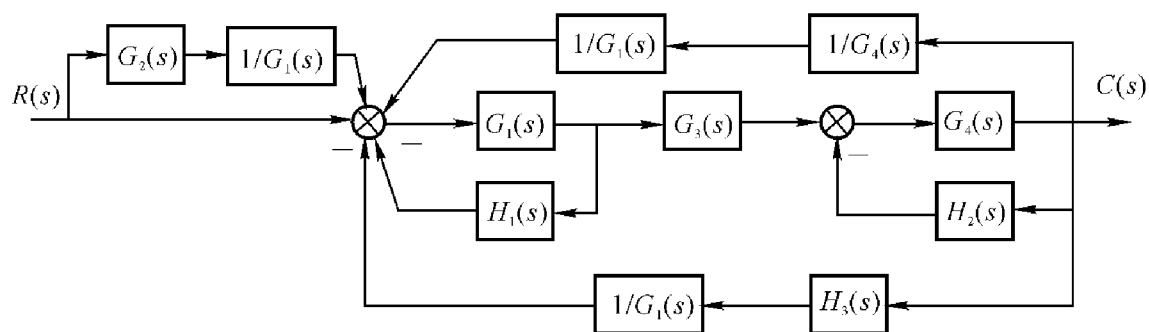 G₂(s)
1/G₁(s)
1/G₁(s)
1/G₄(s)
R(s)
C(s)
G₁(s)
G₃(s)
G₄(s)
−
−
−
H₁(s)
H₂(s)
1/G₁(s)
H₃(s)